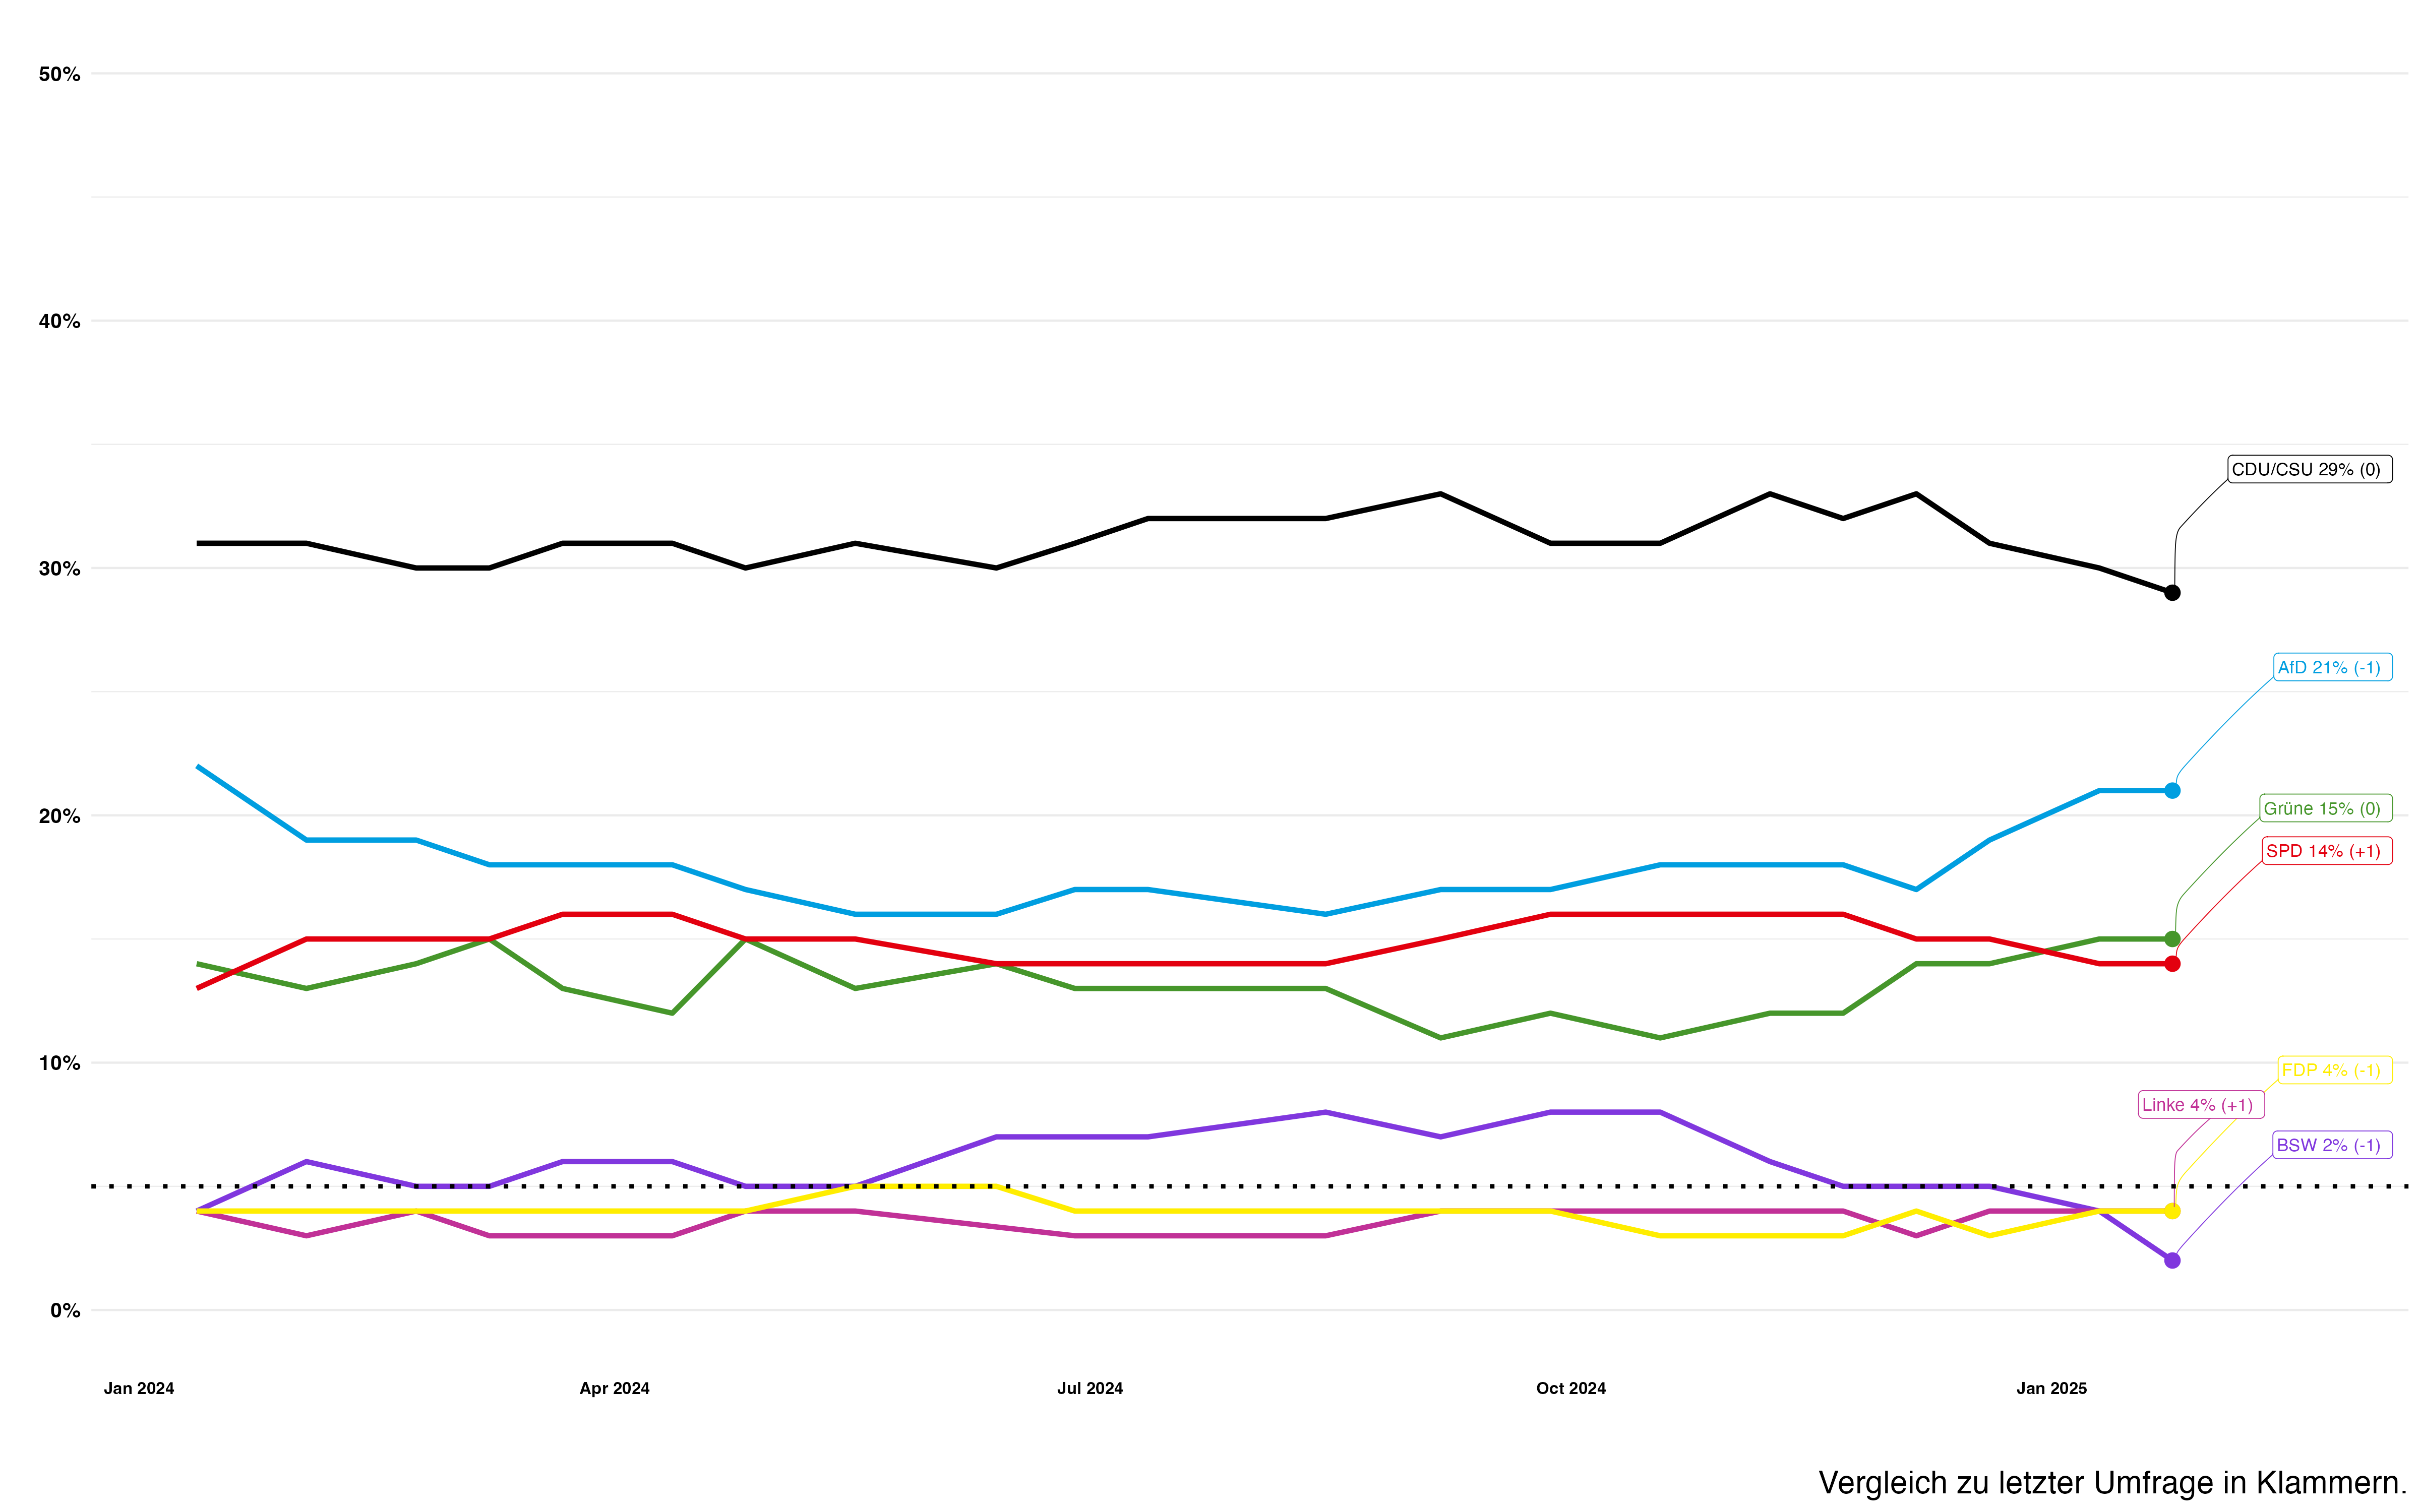 50%
40%
30%
20%
10%
0%
CDU/CSU 29% (0)
AfD 21% (-1)
Grüne 15% (0)
SPD 14% (+1)
FDP 4% (-1)
Linke 4% (+1)
BSW 2% (-1)
Jan 2024
Apr 2024
Jul 2024
Oct 2024
Jan 2025
Vergleich zu letzter Umfrage in Klammern.